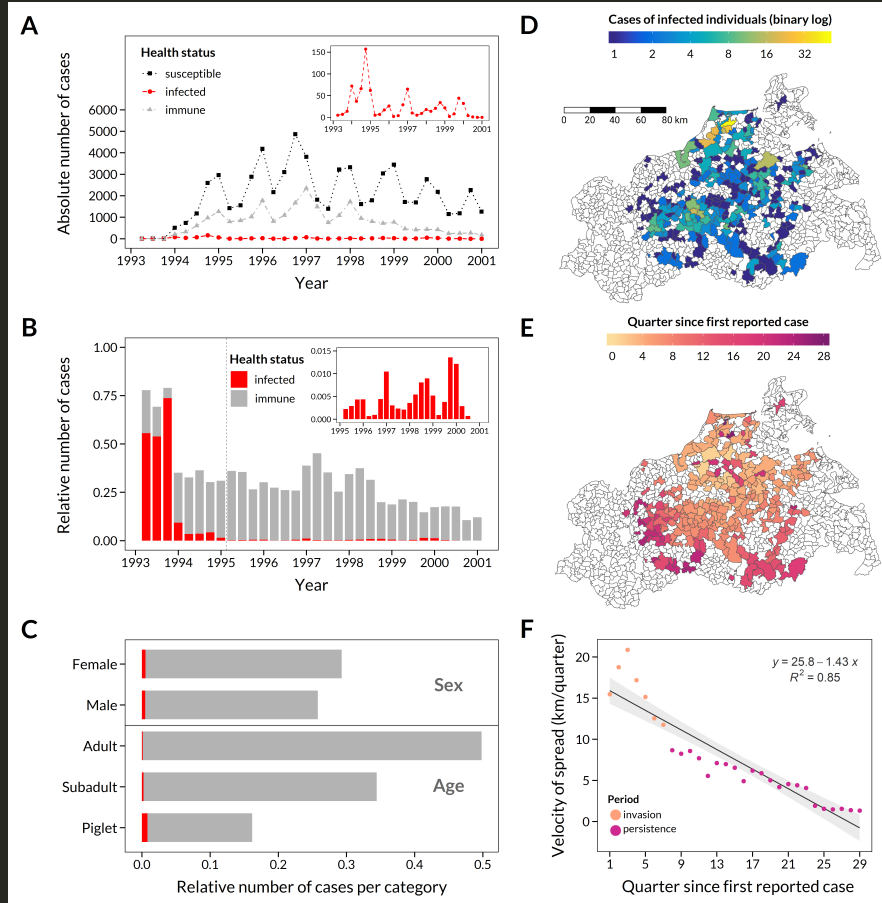 A
Health status
susceptible
infected
immune
Absolute number of cases
6000
5000
4000
3000
2000
1000
0
150
100
50
0
1993 1995 1997 1999 2001
1993 1994 1995 1996 1997 1998 1999 2000 2001
Year
B
Health status
infected
immune
Relative number of cases
1.00
0.75
0.50
0.25
0.00
0.015
0.010
0.005
0.000
1995 1996 1997 1998 1999 2000 2001
1993 1994 1995 1996 1997 1998 1999 2000 2001
Year
C
Female
Male
Adult
Subadult
Piglet
Sex
Age
0.0 0.1 0.2 0.3 0.4 0.5
Relative number of cases per category
D
Cases of infected individuals (binary log)
1 2 4 8 16 32
0 20 40 60 80 km
E
Quarter since first reported case
0 4 8 12 16 20 24 28
F
Velocity of spread (km/quarter)
20
15
10
5
0
y = 25.8 – 1.43 x
R² = 0.85
Period
invasion
persistence
1 5 9 13 17 21 25 29
Quarter since first reported case